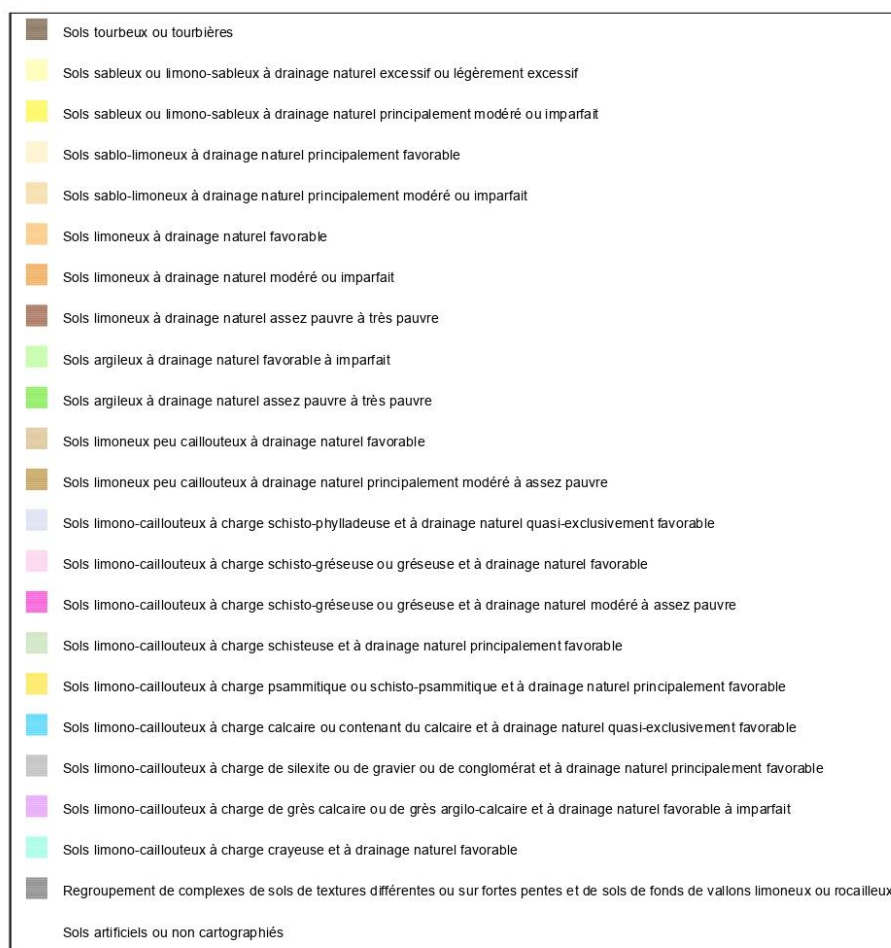 Sols tourbeux ou tourbières
Sols sableux ou limono-sableux à drainage naturel excessif ou légèrement excessif
Sols sableux ou limono-sableux à drainage naturel principalement modéré ou imparfait
Sols sablo-limoneux à drainage naturel principalement favorable
Sols sablo-limoneux à drainage naturel principalement modéré ou imparfait
Sols limoneux à drainage naturel favorable
Sols limoneux à drainage naturel modéré ou imparfait
Sols limoneux à drainage naturel assez pauvre à très pauvre
Sols argileux à drainage naturel favorable à imparfait
Sols argileux à drainage naturel assez pauvre à très pauvre
Sols limoneux peu caillouteux à drainage naturel favorable
Sols limoneux peu caillouteux à drainage naturel principalement modéré à assez pauvre
Sols limono-caillouteux à charge schisto-phylladeuse et à drainage naturel quasi-exclusivement favorable
Sols limono-caillouteux à charge schisto-gréseuse ou gréseuse et à drainage naturel favorable
Sols limono-caillouteux à charge schisto-gréseuse ou gréseuse et à drainage naturel modéré à assez pauvre
Sols limono-caillouteux à charge schisteuse et à drainage naturel principalement favorable
Sols limono-caillouteux à charge psammitique ou schisto-psammitique et à drainage naturel principalement favorable
Sols limono-caillouteux à charge calcaire ou contenant du calcaire et à drainage naturel quasi-exclusivement favorable
Sols limono-caillouteux à charge de silexite ou de gravier ou de conglomérat et à drainage naturel principalement favorable
Sols limono-caillouteux à charge de grès calcaire ou de grès argilo-calcaire et à drainage naturel favorable à imparfait
Sols limono-caillouteux à charge crayeuse et à drainage naturel favorable
Regroupement de complexes de sols de textures différentes ou sur fortes pentes et de sols de fonds de vallons limoneux ou rocailleux
Sols artificiels ou non cartographiés